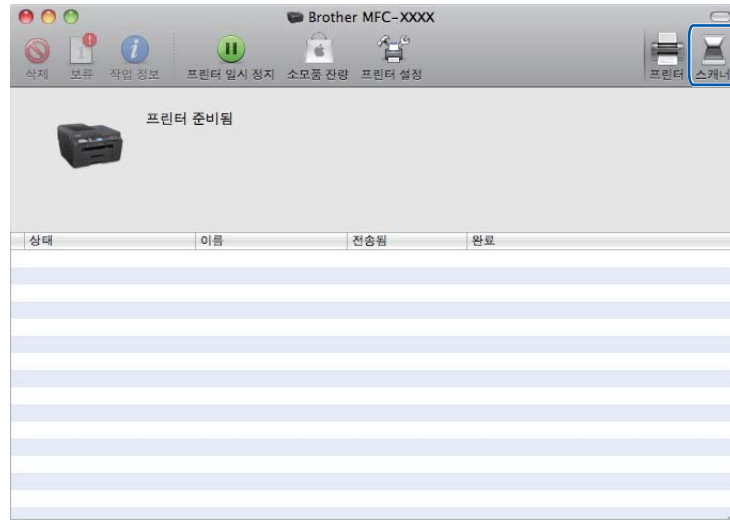 Brother MFC-XXXX
삭제 보류 작업 정보 프린터 일시 정지 소모품 잔량 프린터 설정 프린터 스캐너
프린터 준비됨
상태 이름 전송됨 완료